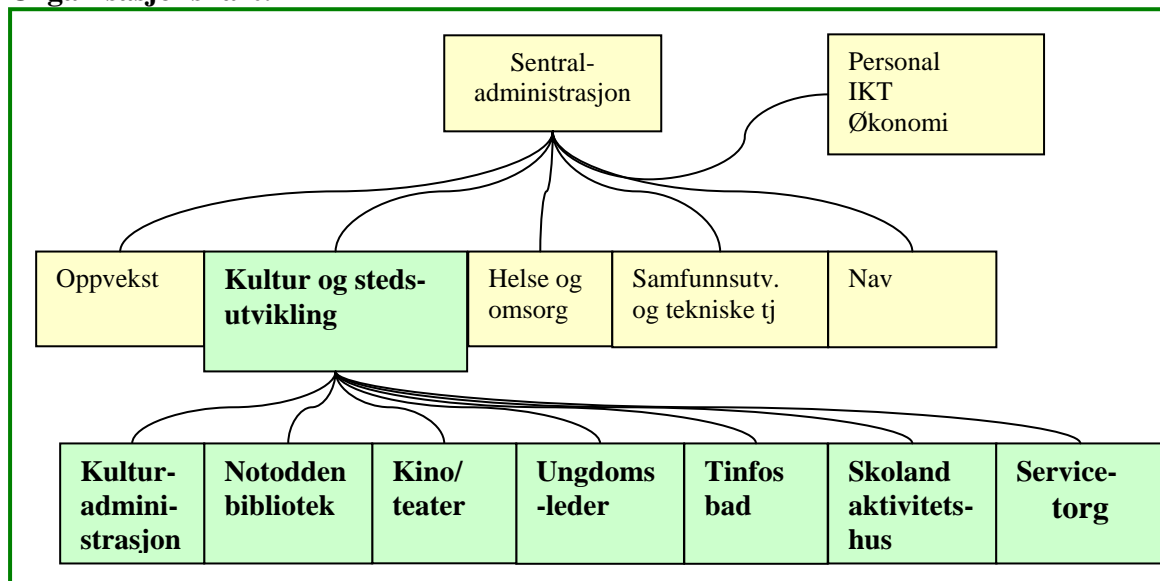 Sentral-
administrasjon
Personal
IKT
Økonomi
Oppvekst
Kultur og steds-
utvikling
Helse og
omsorg
Samfunnsutv.
og tekniske tj
Nav
Kultur-
admini-
strasjon
Notodden
bibliotek
Kino/
teater
Ungdoms
-leder
Tinfos
bad
Skoland
aktivitets-
hus
Service-
torg